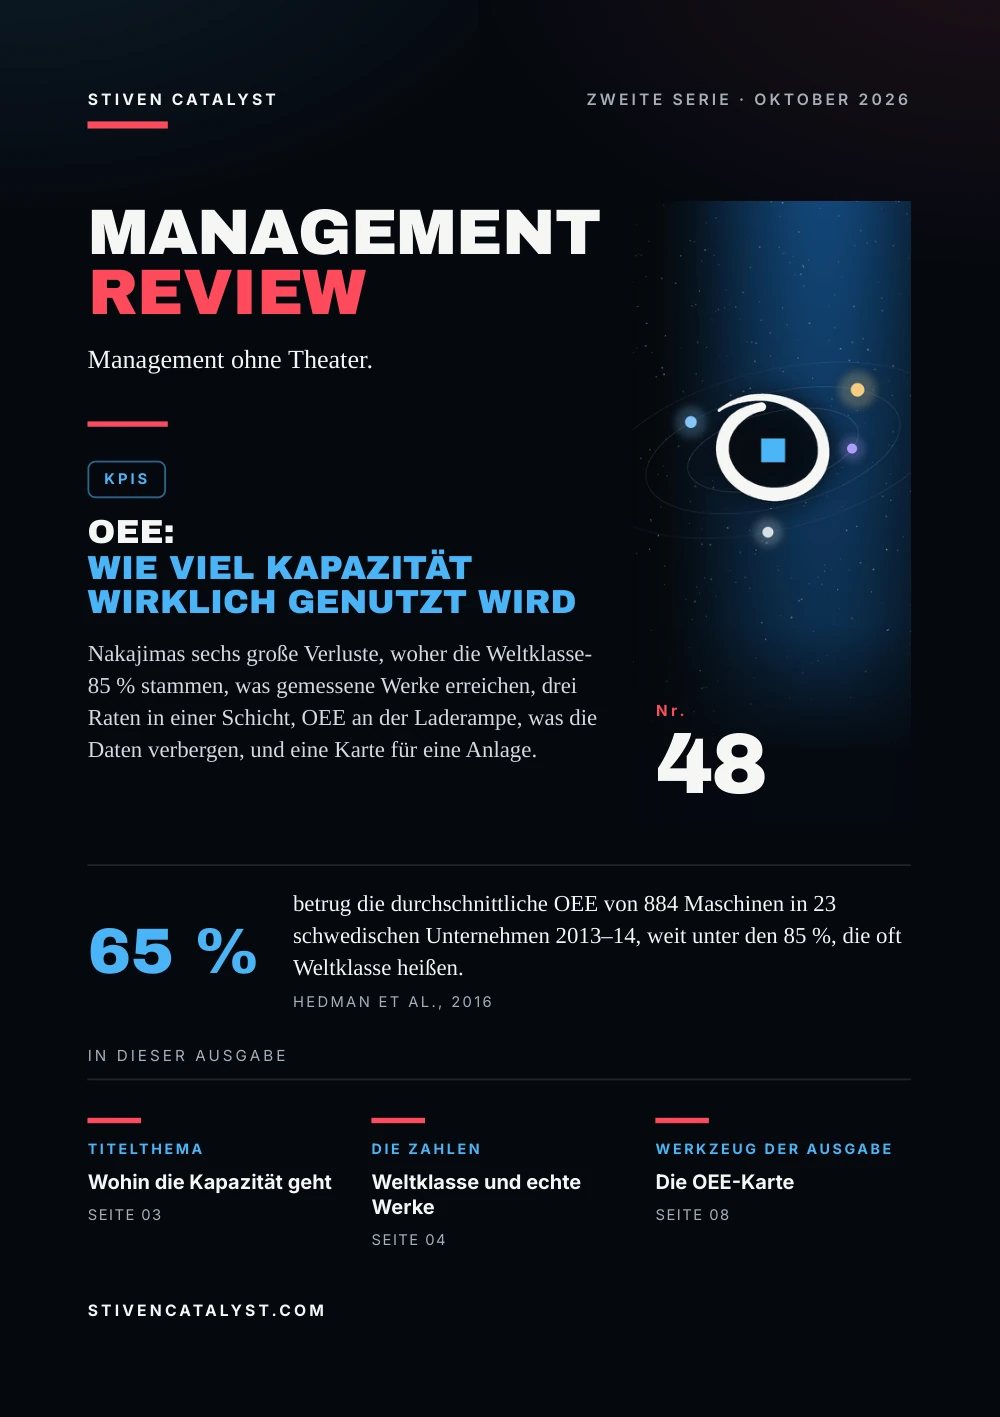 STIVEN CATALYST
ZWEITE SERIE · OKTOBER 2026
MANAGEMENT
REVIEW
Management ohne Theater.
KPIS
OEE:
WIE VIEL KAPAZITÄT
WIRKLICH GENUTZT WIRD
Nakajimas sechs große Verluste, woher die Weltklasse-
85 % stammen, was gemessene Werke erreichen, drei
Raten in einer Schicht, OEE an der Laderampe, was die
Daten verbergen, und eine Karte für eine Anlage.
Nr.
48
65 %
betrug die durchschnittliche OEE von 884 Maschinen in 23
schwedischen Unternehmen 2013–14, weit unter den 85 %, die oft
Weltklasse heißen.
HEDMAN ET AL., 2016
IN DIESER AUSGABE
TITELTHEMA
Wohin die Kapazität geht
SEITE 03
DIE ZAHLEN
Weltklasse und echte
Werke
SEITE 04
WERKZEUG DER AUSGABE
Die OEE-Karte
SEITE 08
STIVENCATALYST.COM